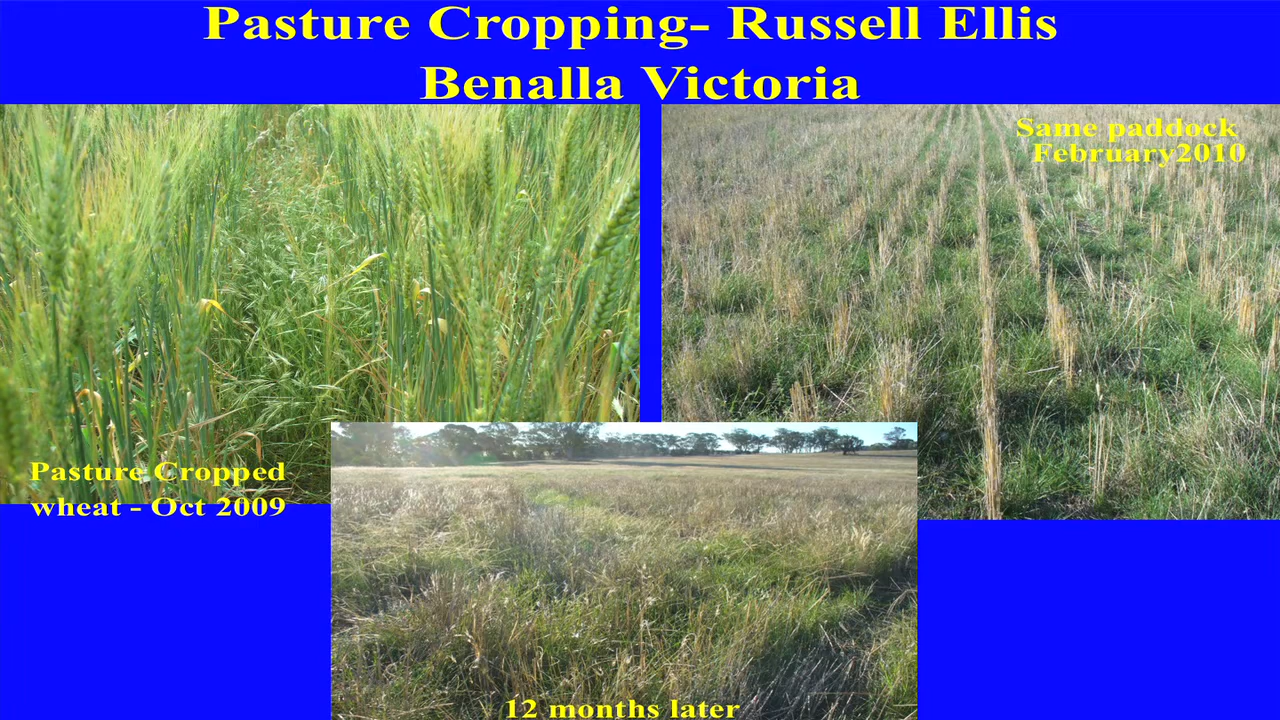 Pasture Cropping- Russell Ellis
Benalla Victoria
Same paddock
February2010
Pasture Cropped
wheat - Oct 2009
12 months later